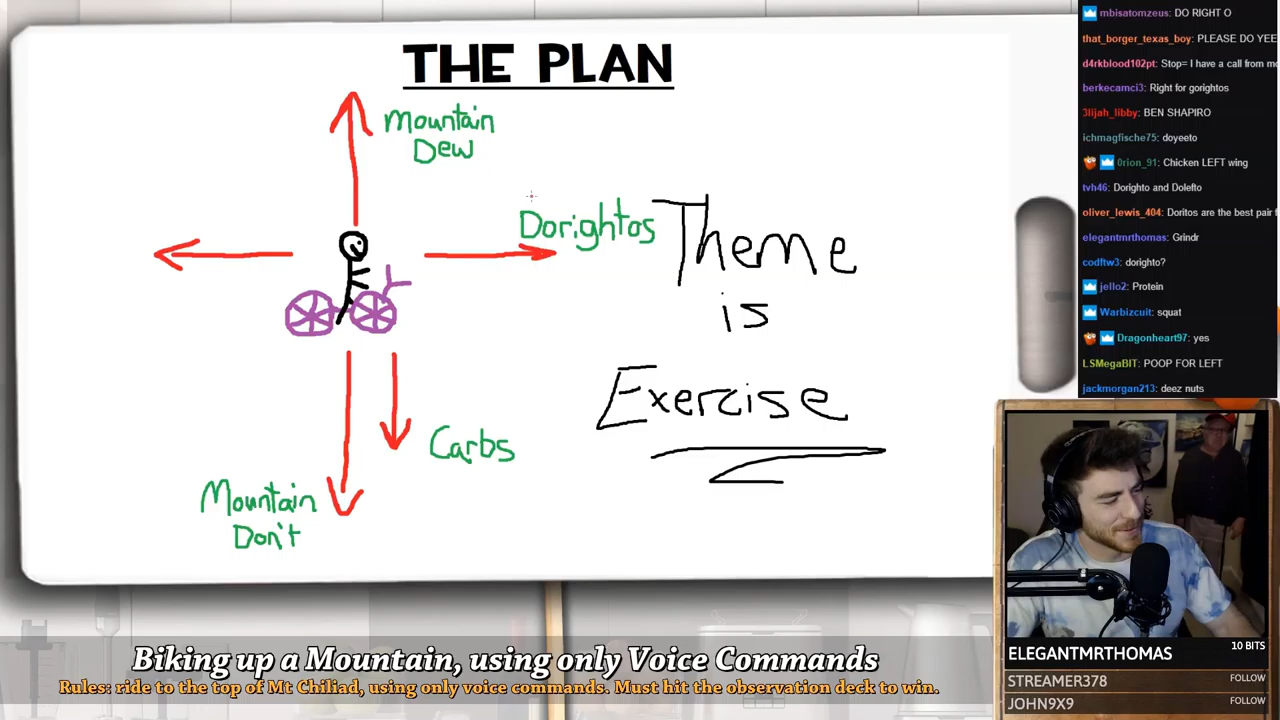 THE PLAN
Mountain
Dew
Dorightos
Theme
is
Exercise
Carbs
Mountain
Don't
mbisatomzeus: DO RIGHT O
that_borger_texas_boy: PLEASE DO YEE
d4rkblood102pt: Stop= I have a call from mo
berkecamci3: Right for gorightos
3lijah_libby: BEN SHAPIRO
ichmagfische75: doyeeto
0rion_91: Chicken LEFT wing
tvh46: Dorighto and Dolefto
oliver_lewis_404: Doritos are the best pair f
elegantmrthomas: Grindr
codftw3: dorighto?
jello2: Protein
Warbizcuit: squat
Dragonheart97: yes
LSMegaBIT: POOP FOR LEFT
jackmorgan213: deez nuts
ELEGANTMRTHOMAS 10 BITS
STREAMER378 FOLLOW
JOHN9X9 FOLLOW
Biking up a Mountain, using only Voice Commands
Rules: ride to the top of Mt Chiliad, using only voice commands. Must hit the observation deck to win.